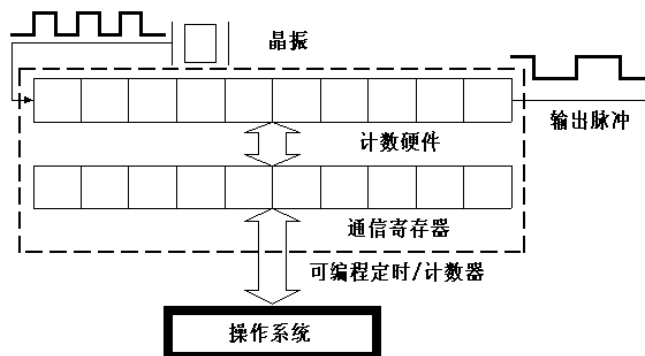 晶振
输出脉冲
计数硬件
通信寄存器
可编程定时/计数器
操作系统